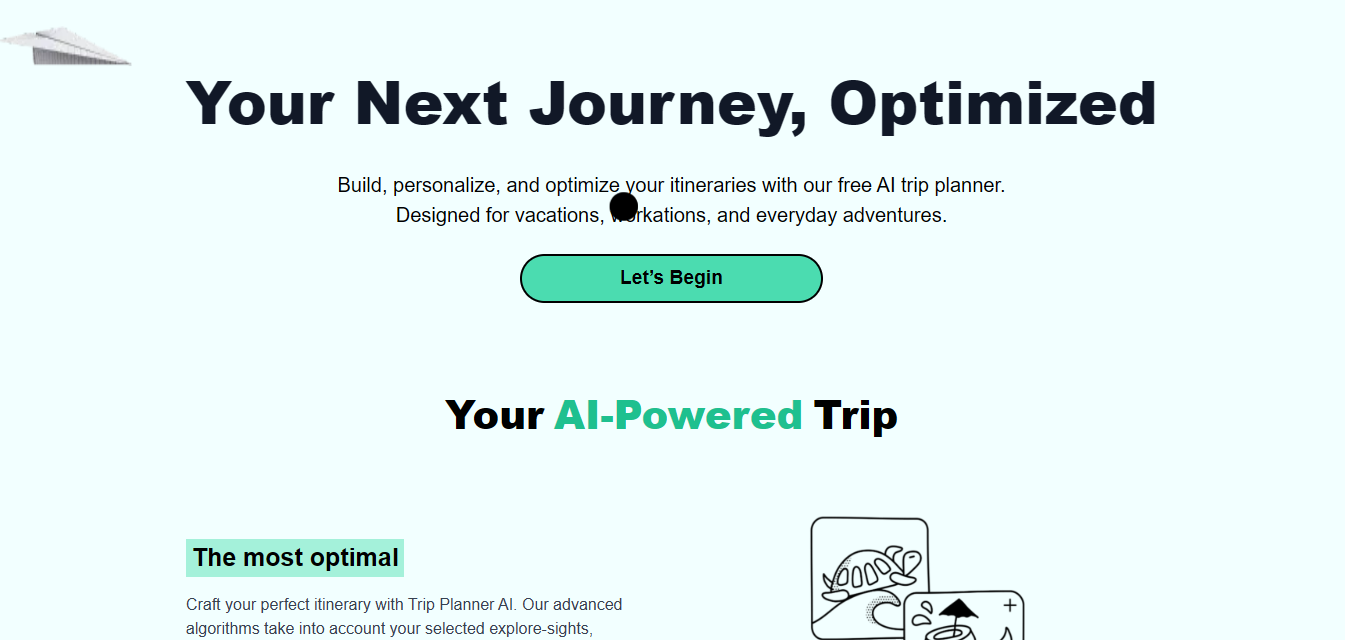 Your Next Journey, Optimized
Build, personalize, and optimize your itineraries with our free AI trip planner.
Designed for vacations, workations, and everyday adventures.
Let’s Begin
Your AI-Powered Trip
The most optimal
Craft your perfect itinerary with Trip Planner AI. Our advanced
algorithms take into account your selected explore-sights,